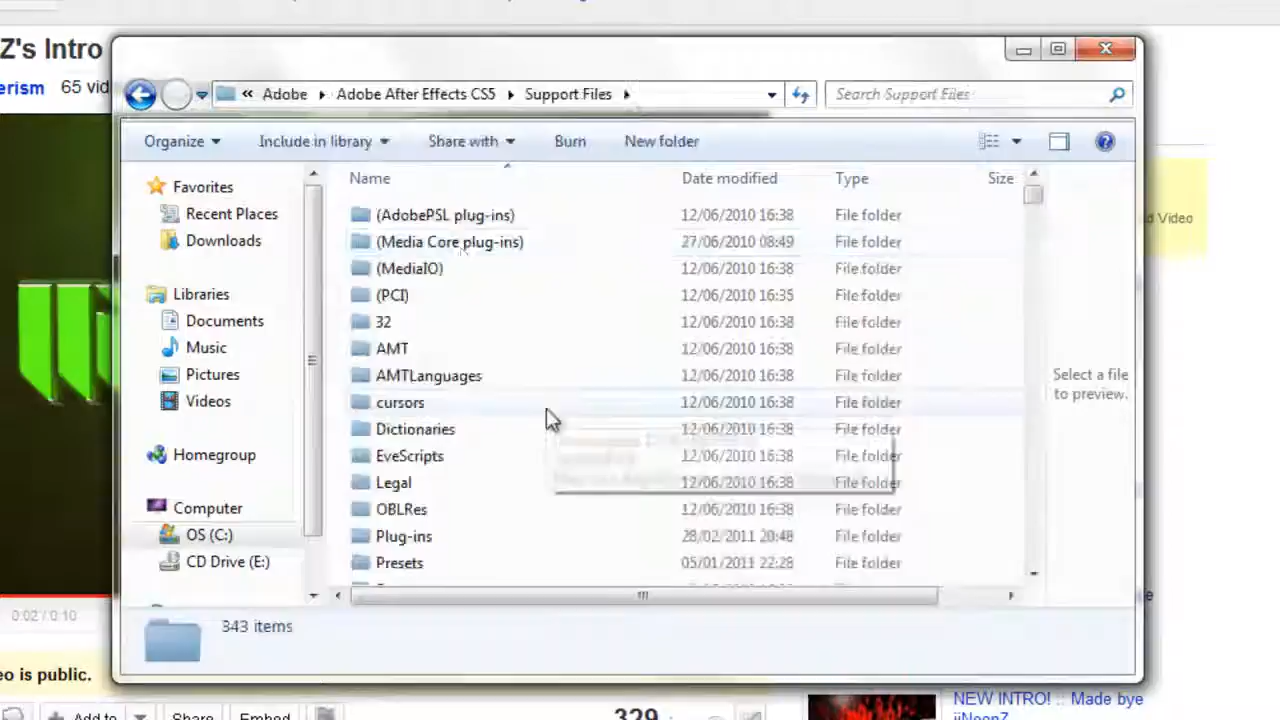 Z's Intro
erism 65 vid
« Adobe Adobe After Effects CS5 Support Files Search Support Files
Organize Include in library Share with Burn New folder
Favorites
Recent Places
Downloads
Libraries
Documents
Music
Pictures
Videos
Homegroup
Computer
OS (C:)
CD Drive (E:)
Name Date modified Type Size
(AdobePSL plug-ins) 12/06/2010 16:38 File folder
(Media Core plug-ins) 27/06/2010 08:49 File folder
(MediaIO) 12/06/2010 16:38 File folder
(PCI) 12/06/2010 16:35 File folder
32 12/06/2010 16:38 File folder
AMT 12/06/2010 16:38 File folder
AMTLanguages 12/06/2010 16:38 File folder
cursors 12/06/2010 16:38 File folder
Dictionaries 12/06/2010 16:38 File folder
EveScripts 12/06/2010 16:38 File folder
Legal 12/06/2010 16:38 File folder
OBLRes 12/06/2010 16:38 File folder
Plug-ins 28/02/2011 20:48 File folder
Presets 05/01/2011 22:28 File folder
Select a file
to preview.
d Video
343 items
0:02 / 0:10
eo is public.
Add to Share Embed
329
NEW INTRO! :: Made bye
iiNeonZ